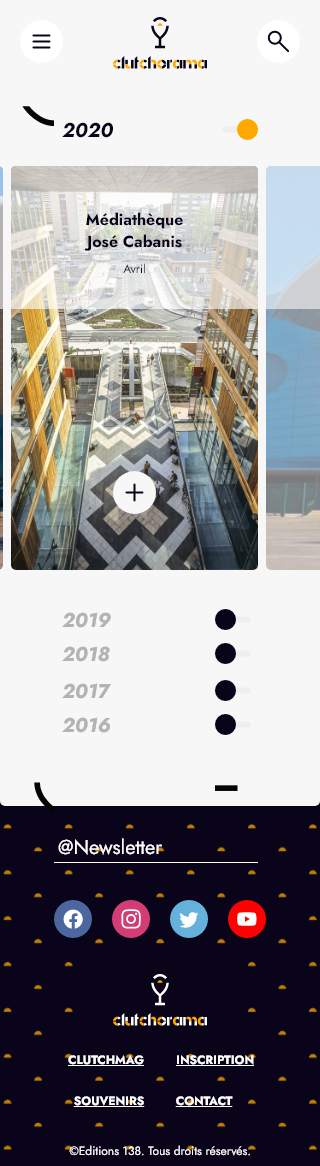 clutchorama
2020
Médiathèque
José Cabanis
Avril
2019
2018
2017
2016
@Newsletter
clutchorama
CLUTCHMAG INSCRIPTION
SOUVENIRS CONTACT
©Editions 138. Tous droits résérvés.